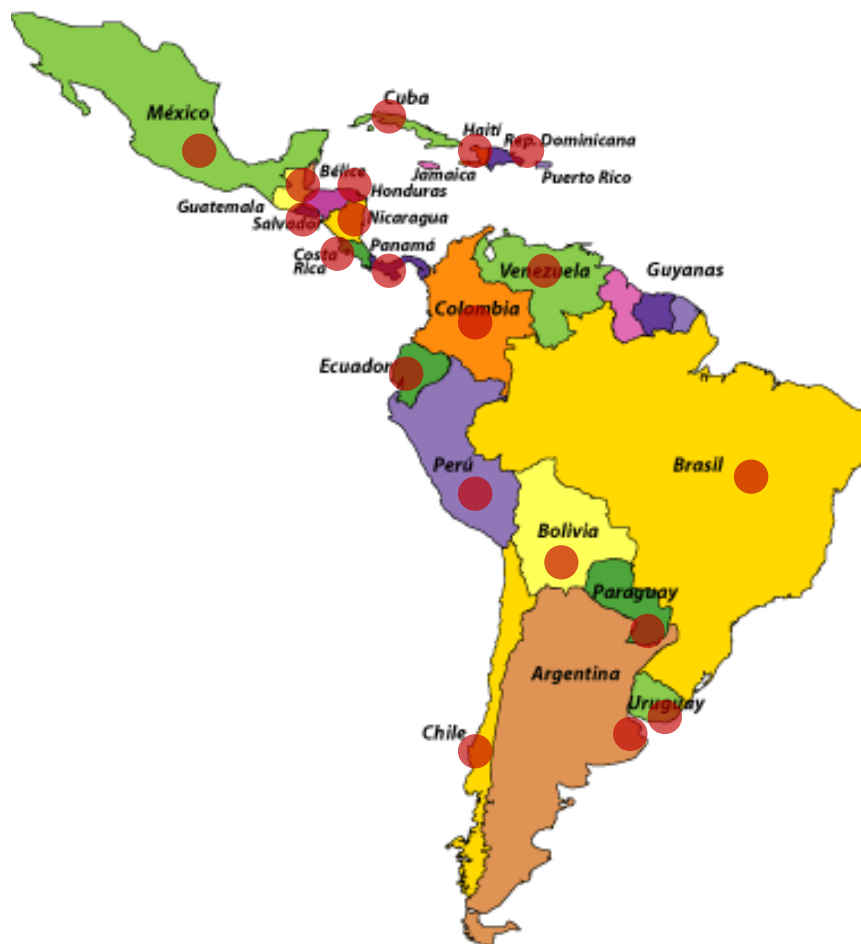 Cuba
México
Haití
Rep. Dominicana
Bélice
Jamaica
Puerto Rico
Honduras
Guatemala
Nicaragua
Salvador
Panamá
Costa
Rica
Venezuela
Guyanas
Colombia
Ecuador
Perú
Brasil
Bolivia
Paraguay
Argentina
Uruguay
Chile